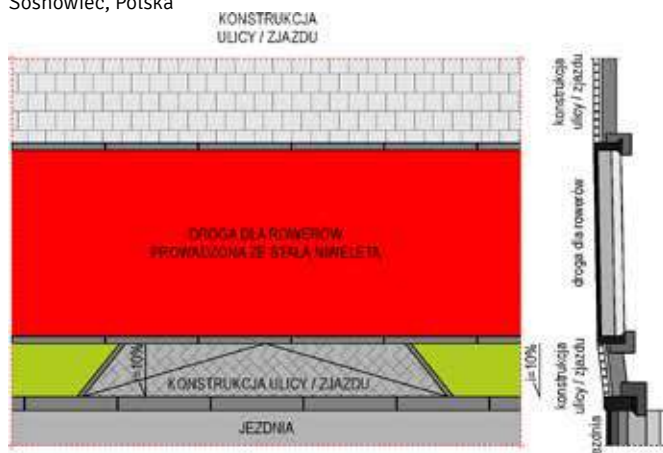 Sosnowiec, Polska
KONSTRUKCJA
ULICY / ZJAZDU
konstrukcja
ulicy / zjazdu
DROGA DLA ROWERÓW
PROWADZONA ZE STAŁĄ NIWELETĄ
droga dla rowerów
i=10%
KONSTRUKCJA ULICY / ZJAZDU
i=10%
konstrukcja
ulicy / zjazdu
JEZDNIA